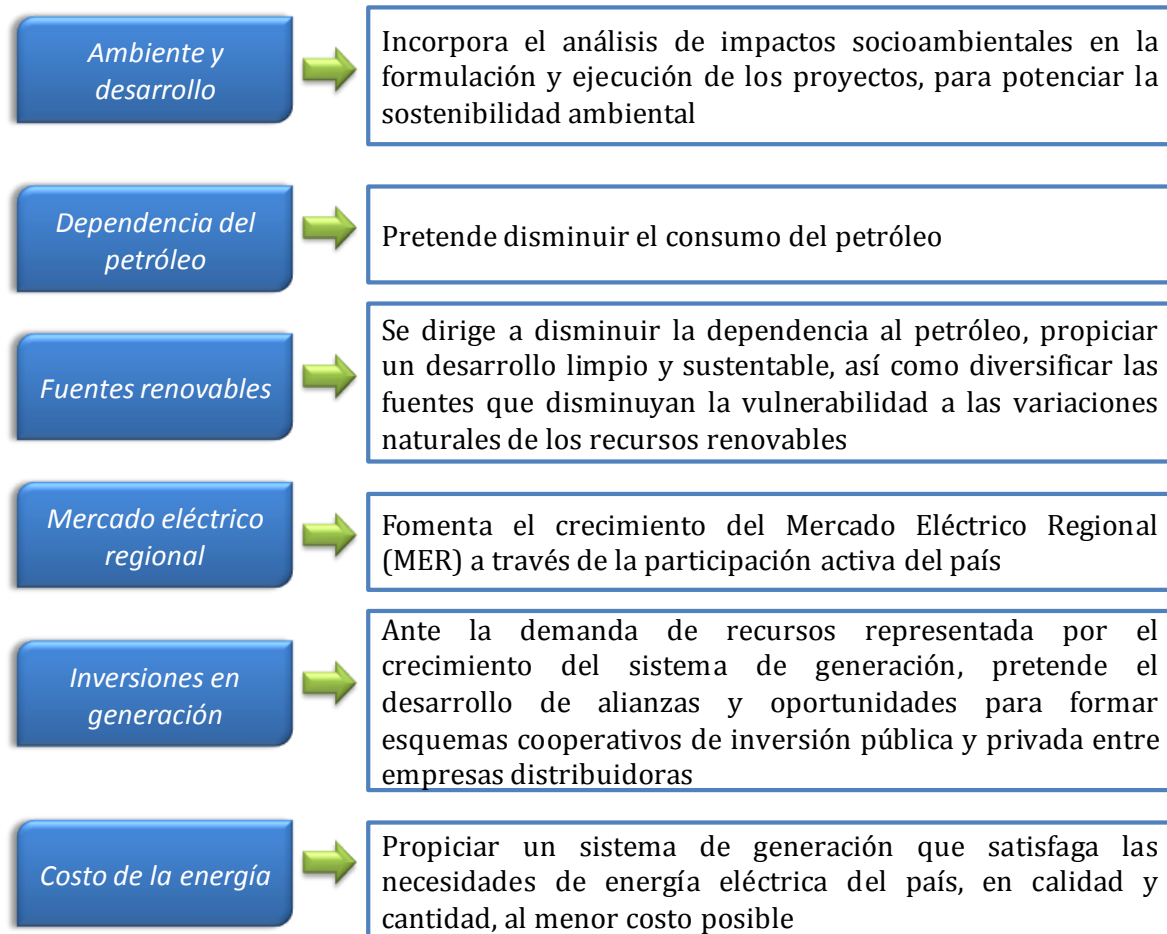 Ambiente y
desarrollo
Incorpora el análisis de impactos socioambientales en la
formulación y ejecución de los proyectos, para potenciar la
sostenibilidad ambiental
Dependencia del
petróleo
Pretende disminuir el consumo del petróleo
Fuentes renovables
Se dirige a disminuir la dependencia al petróleo, propiciar
un desarrollo limpio y sustentable, así como diversificar las
fuentes que disminuyan la vulnerabilidad a las variaciones
naturales de los recursos renovables
Mercado eléctrico
regional
Fomenta el crecimiento del Mercado Eléctrico Regional
(MER) a través de la participación activa del país
Inversiones en
generación
Ante la demanda de recursos representada por el
crecimiento del sistema de generación, pretende el
desarrollo de alianzas y oportunidades para formar
esquemas cooperativos de inversión pública y privada entre
empresas distribuidoras
Costo de la energía
Propiciar un sistema de generación que satisfaga las
necesidades de energía eléctrica del país, en calidad y
cantidad, al menor costo posible